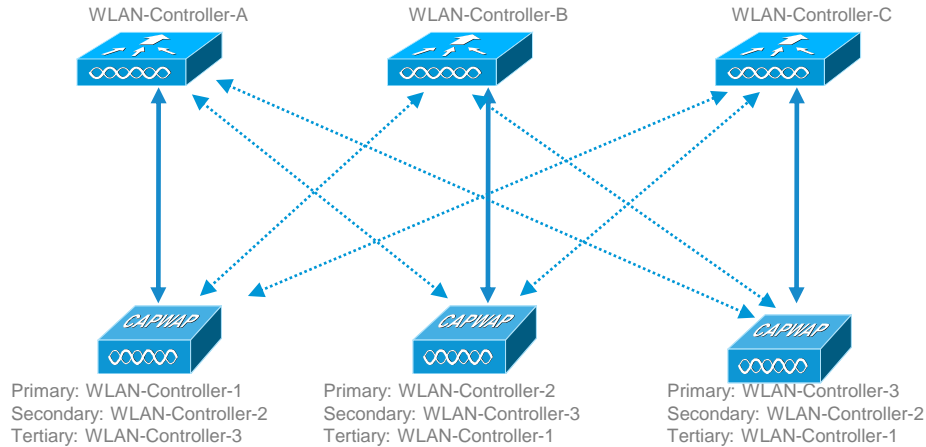 WLAN-Controller-A
WLAN-Controller-B
WLAN-Controller-C
CAPWAP
CAPWAP
CAPWAP
Primary: WLAN-Controller-1
Secondary: WLAN-Controller-2
Tertiary: WLAN-Controller-3
Primary: WLAN-Controller-2
Secondary: WLAN-Controller-3
Tertiary: WLAN-Controller-1
Primary: WLAN-Controller-3
Secondary: WLAN-Controller-2
Tertiary: WLAN-Controller-1